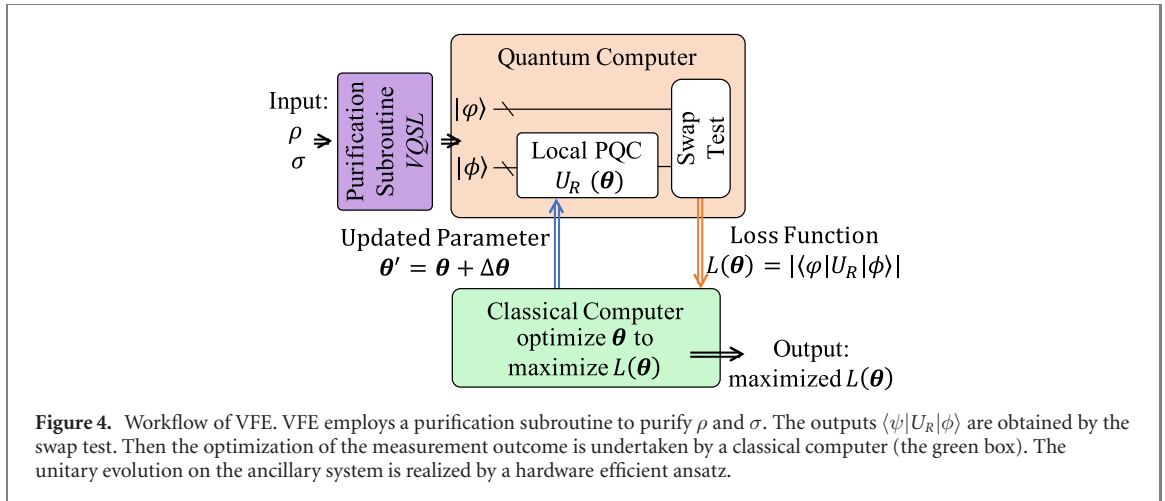 Quantum Computer
Input:
ρ
σ
Purification
Subroutine
VQSL
|φ⟩
|ϕ⟩
Local PQC
U_R (θ)
Swap
Test
Updated Parameter
θ′ = θ + Δθ
Loss Function
L(θ) = |⟨φ|U_R|ϕ⟩|
Classical Computer
optimize θ to
maximize L(θ)
Output:
maximized L(θ)
Figure 4. Workflow of VFE. VFE employs a purification subroutine to purify ρ and σ. The outputs ⟨ψ|U_R|ϕ⟩ are obtained by the
swap test. Then the optimization of the measurement outcome is undertaken by a classical computer (the green box). The
unitary evolution on the ancillary system is realized by a hardware efficient ansatz.